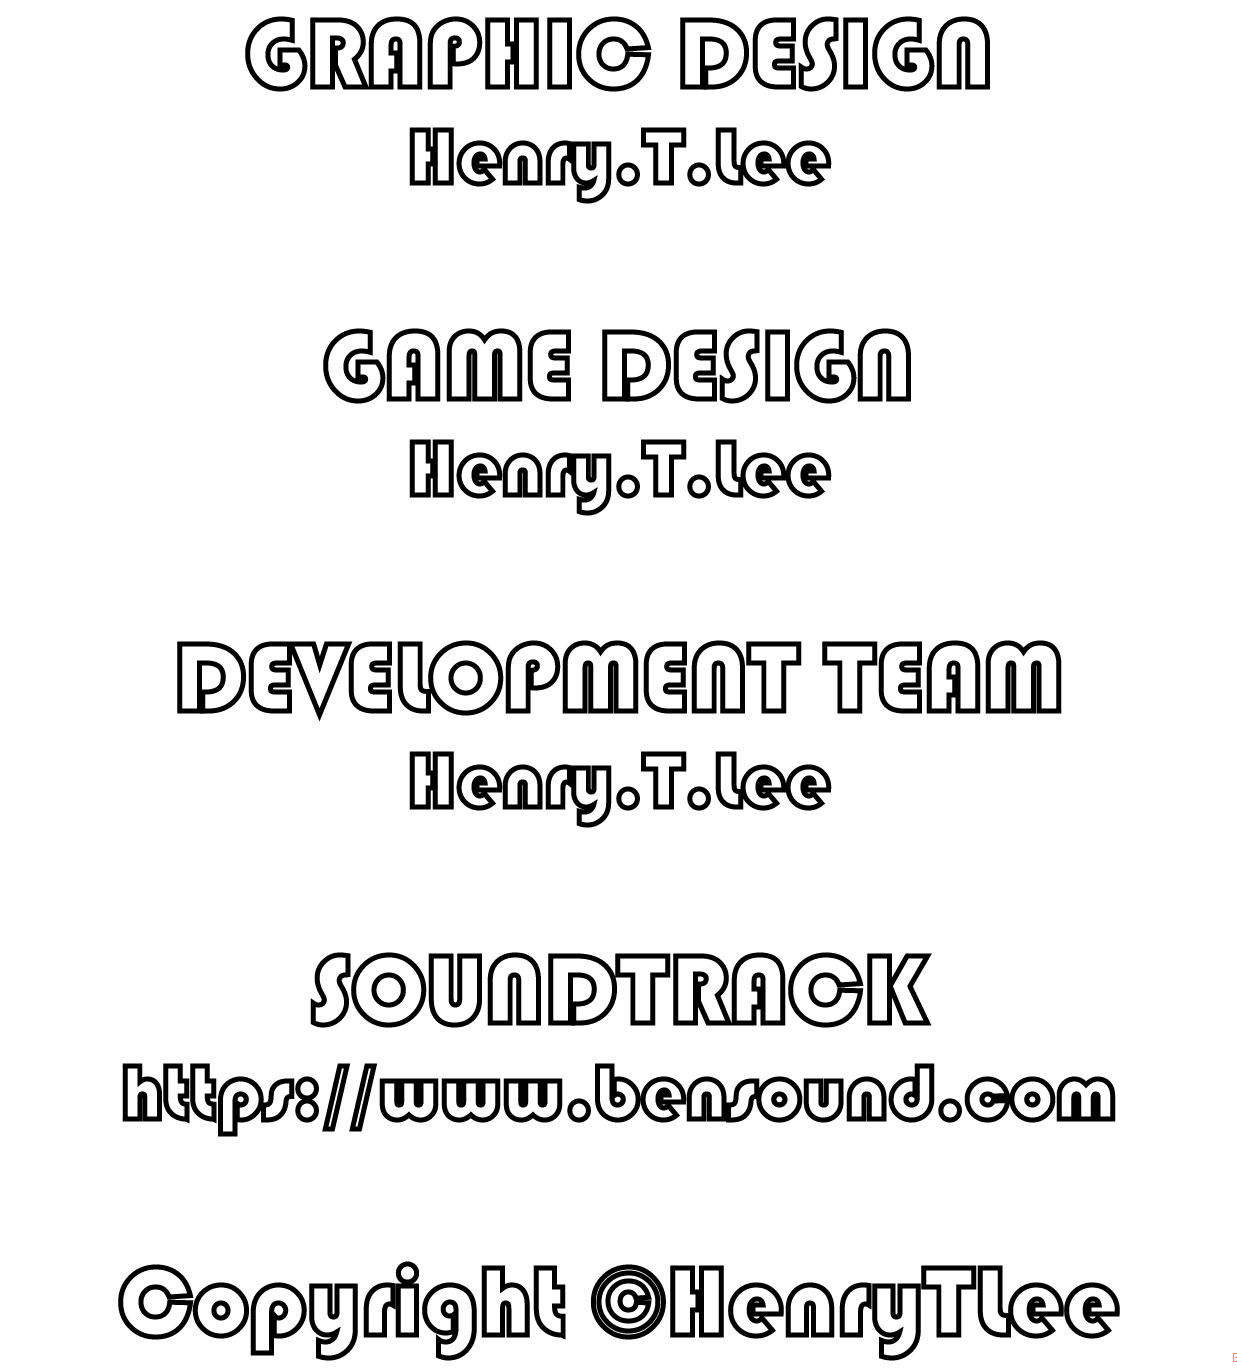 GRAPHIC DESIGN
Henry.T.Lee
GAME DESIGN
Henry.T.Lee
DEVELOPMENT TEAM
Henry.T.Lee
SOUNDTRACK
https://www.bensound.com
Copyright ©HenryTLee